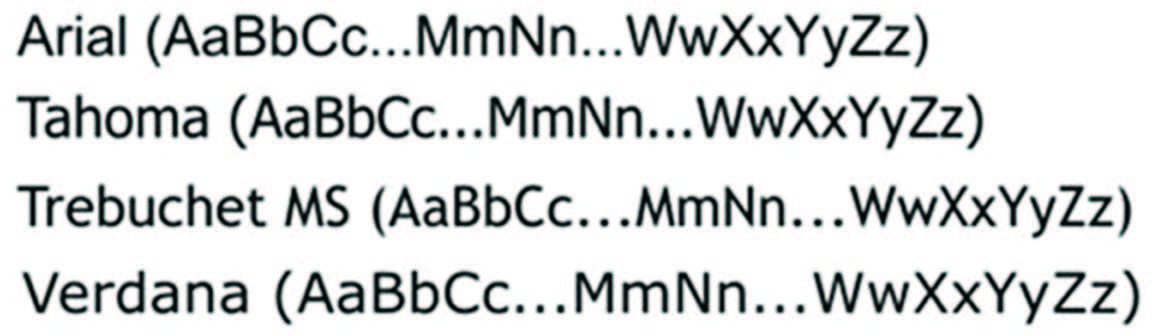 Arial (AaBbCc...MmNn...WwXxYyZz)
Tahoma (AaBbCc...MmNn...WwXxYyZz)
Trebuchet MS (AaBbCc...MmNn...WwXxYyZz)
Verdana (AaBbCc...MmNn...WwXxYyZz)